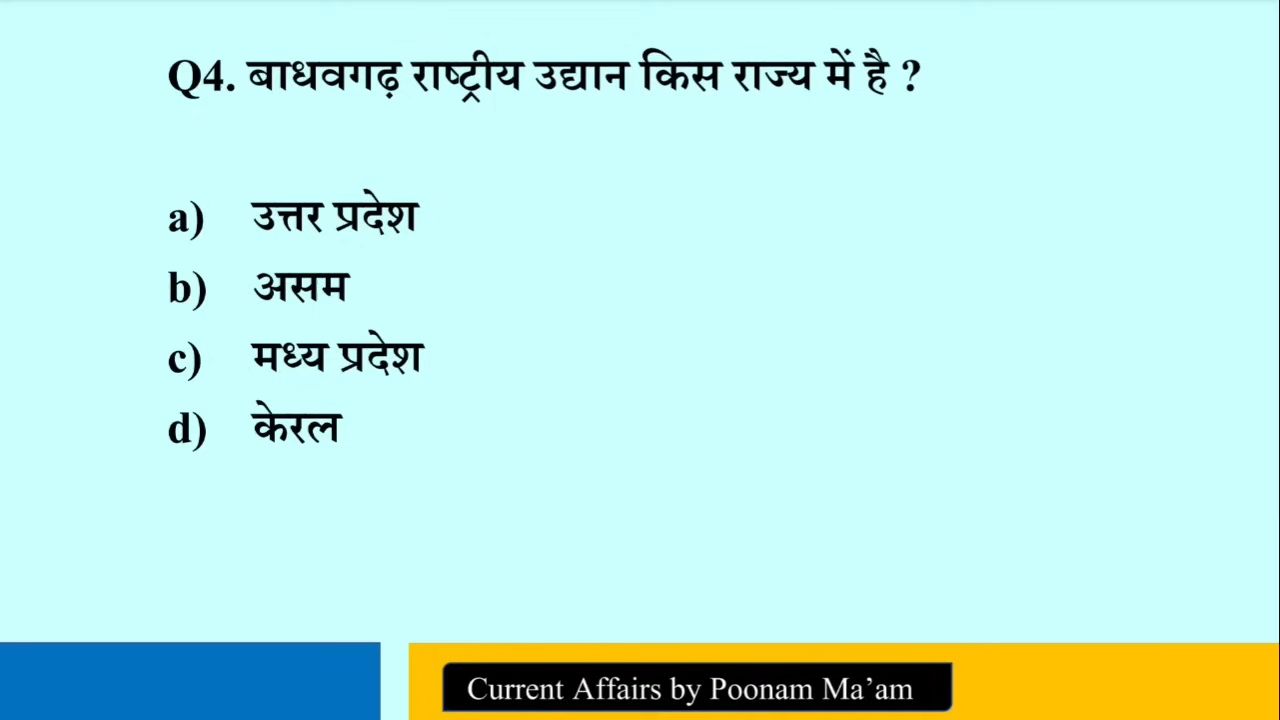 Q4. बाधवगढ़ राष्ट्रीय उद्यान किस राज्य में है ?
a) उत्तर प्रदेश
b) असम
c) मध्य प्रदेश
d) केरल
Current Affairs by Poonam Ma’am